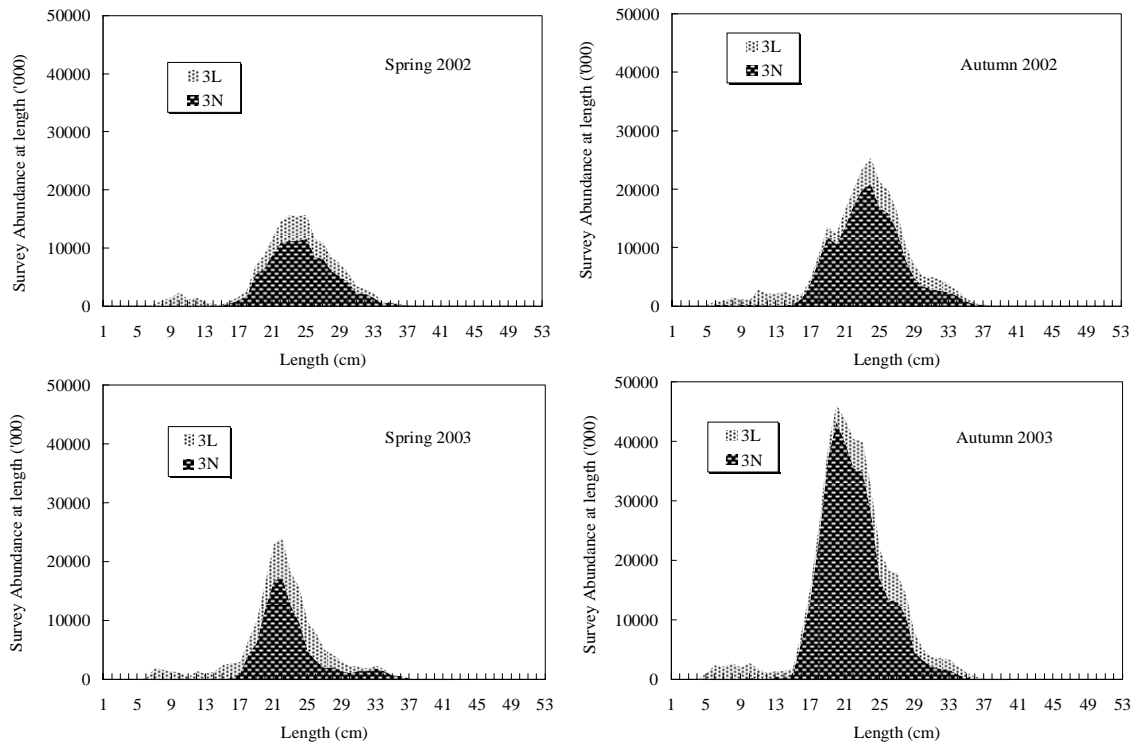 Survey Abundance at length ('000)
50000
40000
30000
20000
10000
0
3L
3N
Spring 2002
1 5 9 13 17 21 25 29 33 37 41 45 49 53
Length (cm)
Survey Abundance at length ('000)
50000
40000
30000
20000
10000
0
3L
3N
Autumn 2002
1 5 9 13 17 21 25 29 33 37 41 45 49 53
Length (cm)
Survey Abundance at length ('000)
50000
40000
30000
20000
10000
0
3L
3N
Spring 2003
1 5 9 13 17 21 25 29 33 37 41 45 49 53
Length (cm)
Survey Abundance at length ('000)
50000
40000
30000
20000
10000
0
3L
3N
Autumn 2003
1 5 9 13 17 21 25 29 33 37 41 45 49 53
Length (cm)